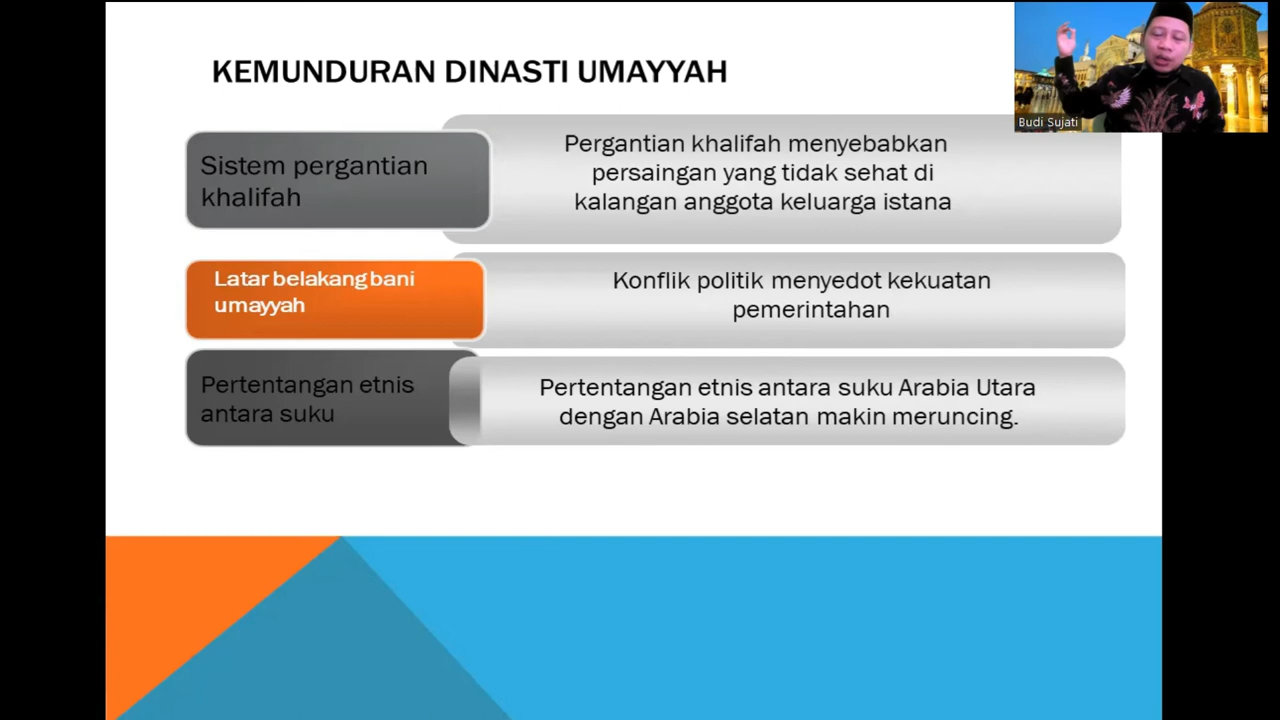 KEMUNDURAN DINASTI UMAYYAH
Budi Sujati
Sistem pergantian
khalifah
Pergantian khalifah menyebabkan
persaingan yang tidak sehat di
kalangan anggota keluarga istana
Latar belakang bani
umayyah
Konflik politik menyedot kekuatan
pemerintahan
Pertentangan etnis
antara suku
Pertentangan etnis antara suku Arabia Utara
dengan Arabia selatan makin meruncing.